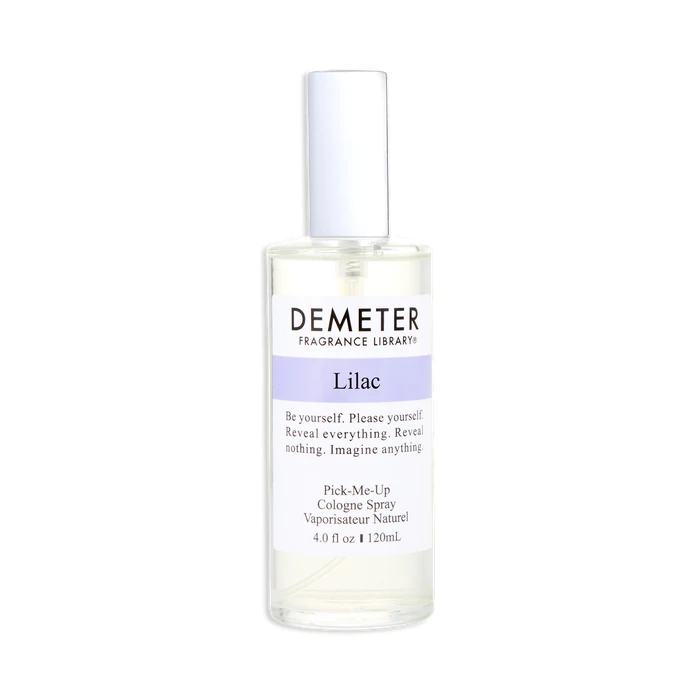 DEMETER
FRAGRANCE LIBRARY®
Lilac
Be yourself. Please yourself.
Reveal everything. Reveal
nothing. Imagine anything.
Pick-Me-Up
Cologne Spray
Vaporisateur Naturel
4.0 fl oz ❙ 120mL